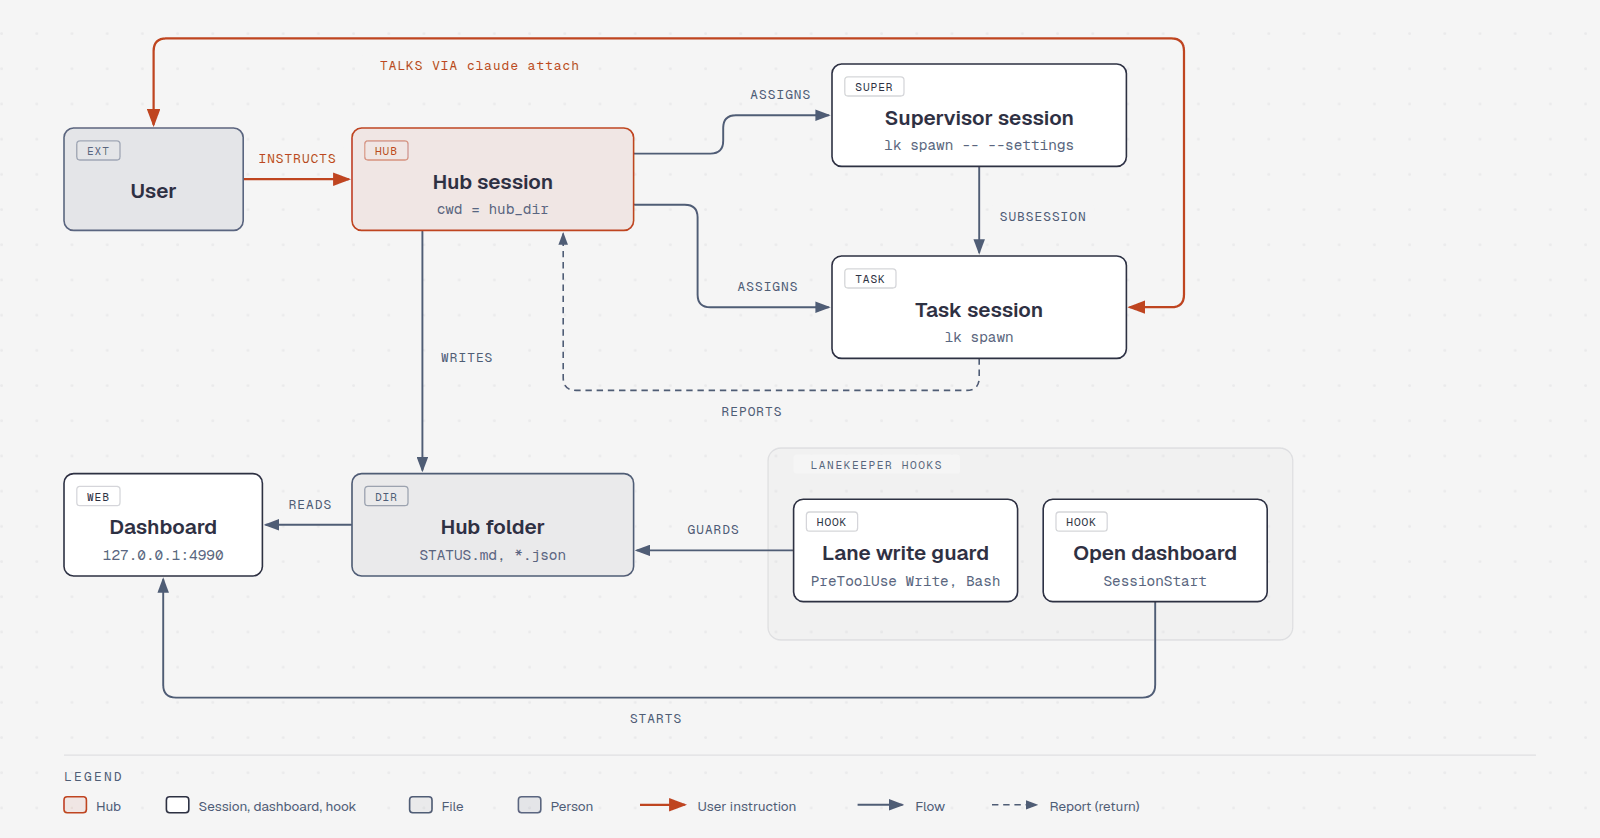 TALKS VIA claude attach
SUPER
Supervisor session
lk spawn -- --settings
ASSIGNS
EXT
User
INSTRUCTS
HUB
Hub session
cwd = hub_dir
SUBSESSION
ASSIGNS
TASK
Task session
lk spawn
WRITES
REPORTS
LANEKEEPER HOOKS
WEB
Dashboard
127.0.0.1:4990
READS
DIR
Hub folder
STATUS.md, *.json
GUARDS
HOOK
Lane write guard
PreToolUse Write, Bash
HOOK
Open dashboard
SessionStart
STARTS
LEGEND
Hub
Session, dashboard, hook
File
Person
User instruction
Flow
Report (return)